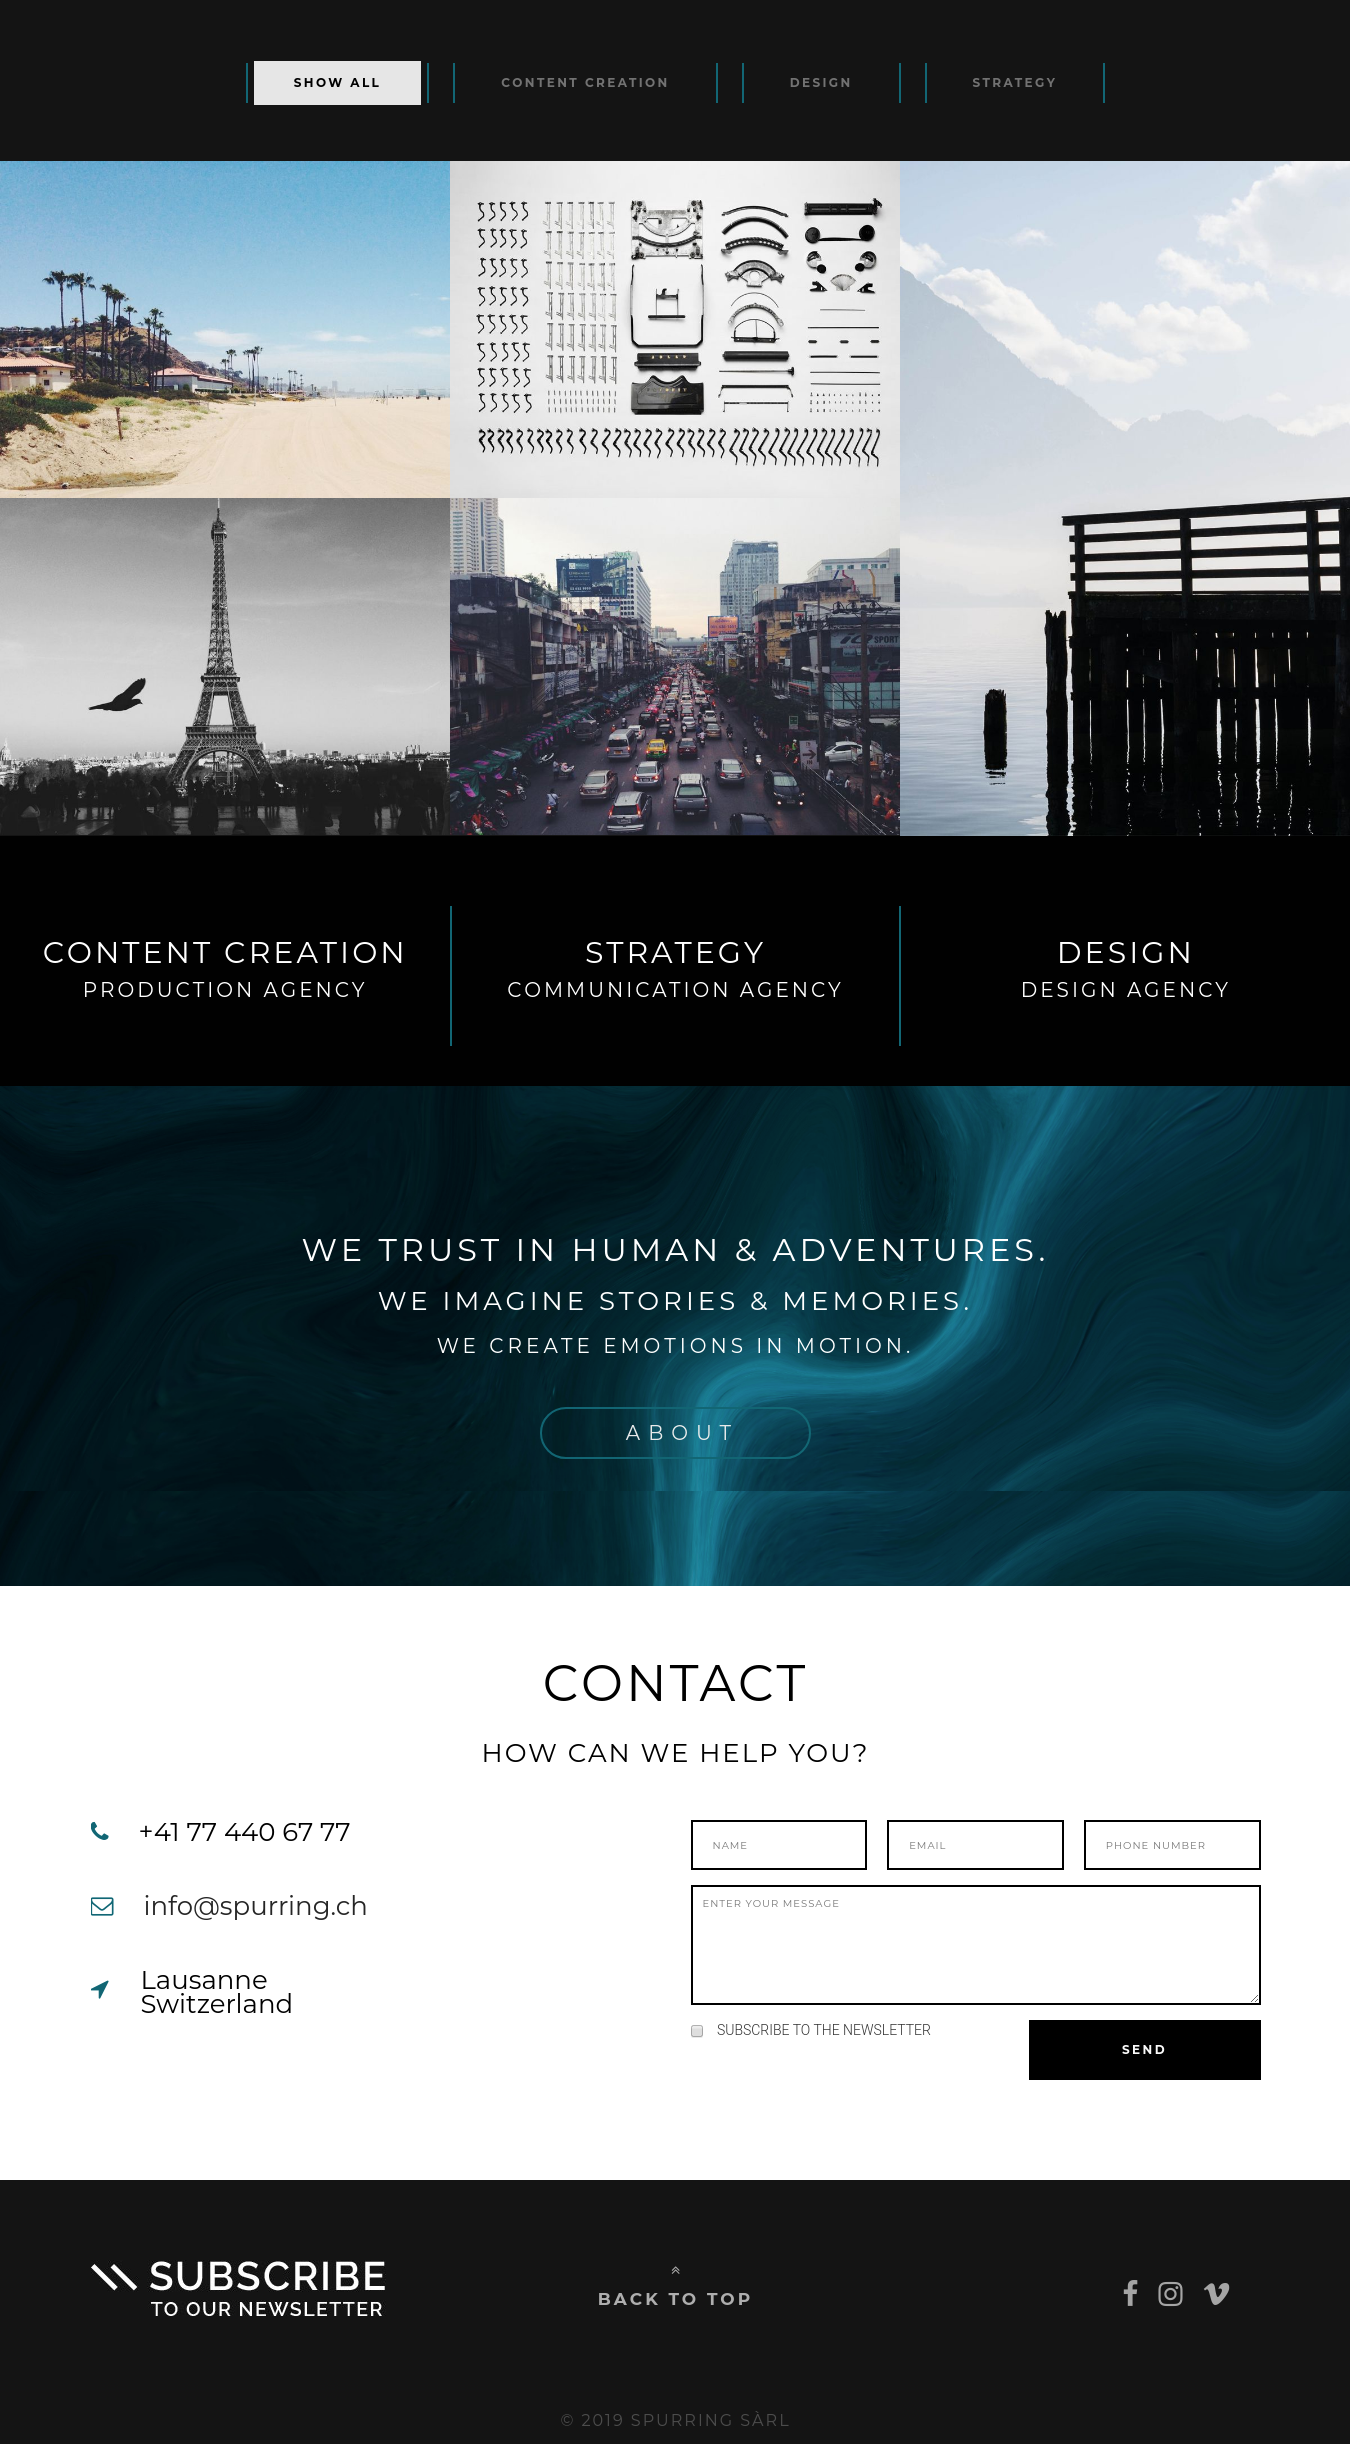 SHOW ALL
CONTENT CREATION
DESIGN
STRATEGY
CONTENT CREATION
PRODUCTION AGENCY
STRATEGY
COMMUNICATION AGENCY
DESIGN
DESIGN AGENCY
WE TRUST IN HUMAN & ADVENTURES.
WE IMAGINE STORIES & MEMORIES.
WE CREATE EMOTIONS IN MOTION.
ABOUT
CONTACT
HOW CAN WE HELP YOU?
+41 77 440 67 77
info@spurring.ch
Lausanne
Switzerland
NAME
EMAIL
PHONE NUMBER
ENTER YOUR MESSAGE
SUBSCRIBE TO THE NEWSLETTER
SEND
SUBSCRIBE
TO OUR NEWSLETTER
BACK TO TOP
© 2019 SPURRING SÀRL